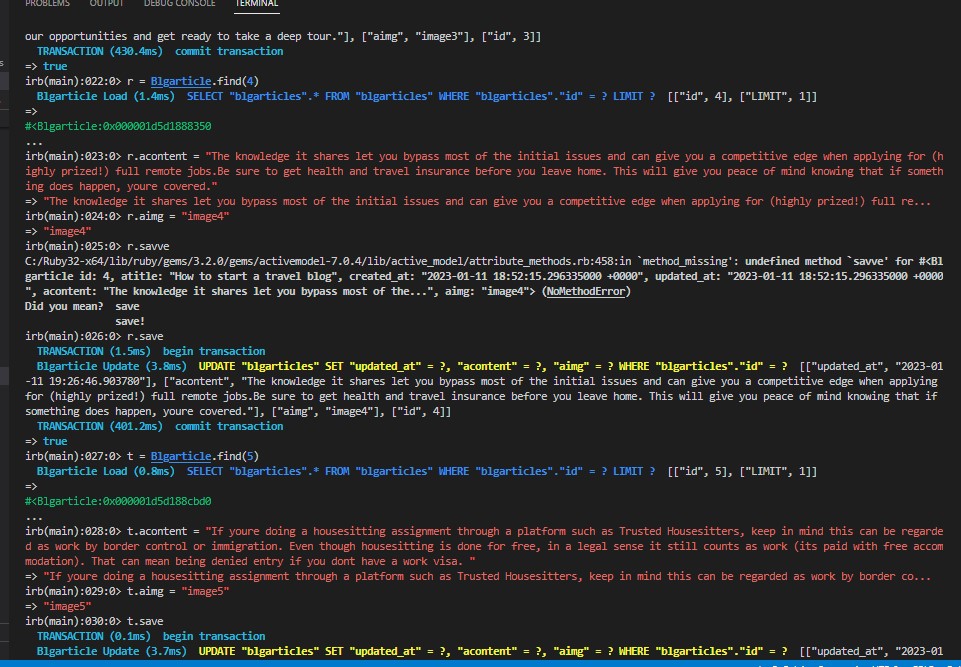 PROBLEMS OUTPUT DEBUG CONSOLE TERMINAL
our opportunities and get ready to take a deep tour."], ["aimg", "image3"], ["id", 3]]
TRANSACTION (430.4ms) commit transaction
=> true
irb(main):022:0> r = Blgarticle.find(4)
Blgarticle Load (1.4ms) SELECT "blgarticles".* FROM "blgarticles" WHERE "blgarticles"."id" = ? LIMIT ? [["id", 4], ["LIMIT", 1]]
=>
#<Blgarticle:0x000001d5d1888350
...
irb(main):023:0> r.acontent = "The knowledge it shares let you bypass most of the initial issues and can give you a competitive edge when applying for (h
ighly prized!) full remote jobs.Be sure to get health and travel insurance before you leave home. This will give you peace of mind knowing that if someth
ing does happen, youre covered."
=> "The knowledge it shares let you bypass most of the initial issues and can give you a competitive edge when applying for (highly prized!) full re...
irb(main):024:0> r.aimg = "image4"
=> "image4"
irb(main):025:0> r.savve
C:/Ruby32-x64/lib/ruby/gems/3.2.0/gems/activemodel-7.0.4/lib/active_model/attribute_methods.rb:458:in `method_missing': undefined method `savve' for #<Bl
garticle id: 4, atitle: "How to start a travel blog", created_at: "2023-01-11 18:52:15.296335000 +0000", updated_at: "2023-01-11 18:52:15.296335000 +0000
", acontent: "The knowledge it shares let you bypass most of the...", aimg: "image4"> (NoMethodError)
Did you mean? save
save!
irb(main):026:0> r.save
TRANSACTION (1.5ms) begin transaction
Blgarticle Update (3.8ms) UPDATE "blgarticles" SET "updated_at" = ?, "acontent" = ?, "aimg" = ? WHERE "blgarticles"."id" = ? [["updated_at", "2023-01
-11 19:26:46.903780"], ["acontent", "The knowledge it shares let you bypass most of the initial issues and can give you a competitive edge when applying
for (highly prized!) full remote jobs.Be sure to get health and travel insurance before you leave home. This will give you peace of mind knowing that if
something does happen, youre covered."], ["aimg", "image4"], ["id", 4]]
TRANSACTION (401.2ms) commit transaction
=> true
irb(main):027:0> t = Blgarticle.find(5)
Blgarticle Load (0.8ms) SELECT "blgarticles".* FROM "blgarticles" WHERE "blgarticles"."id" = ? LIMIT ? [["id", 5], ["LIMIT", 1]]
=>
#<Blgarticle:0x000001d5d188cbd0
...
irb(main):028:0> t.acontent = "If youre doing a housesitting assignment through a platform such as Trusted Housesitters, keep in mind this can be regarde
d as work by border control or immigration. Even though housesitting is done for free, in a legal sense it still counts as work (its paid with free accom
modation). That can mean being denied entry if you dont have a work visa. "
=> "If youre doing a housesitting assignment through a platform such as Trusted Housesitters, keep in mind this can be regarded as work by border co...
irb(main):029:0> t.aimg = "image5"
=> "image5"
irb(main):030:0> t.save
TRANSACTION (0.1ms) begin transaction
Blgarticle Update (3.7ms) UPDATE "blgarticles" SET "updated_at" = ?, "acontent" = ?, "aimg" = ? WHERE "blgarticles"."id" = ? [["updated_at", "2023-01